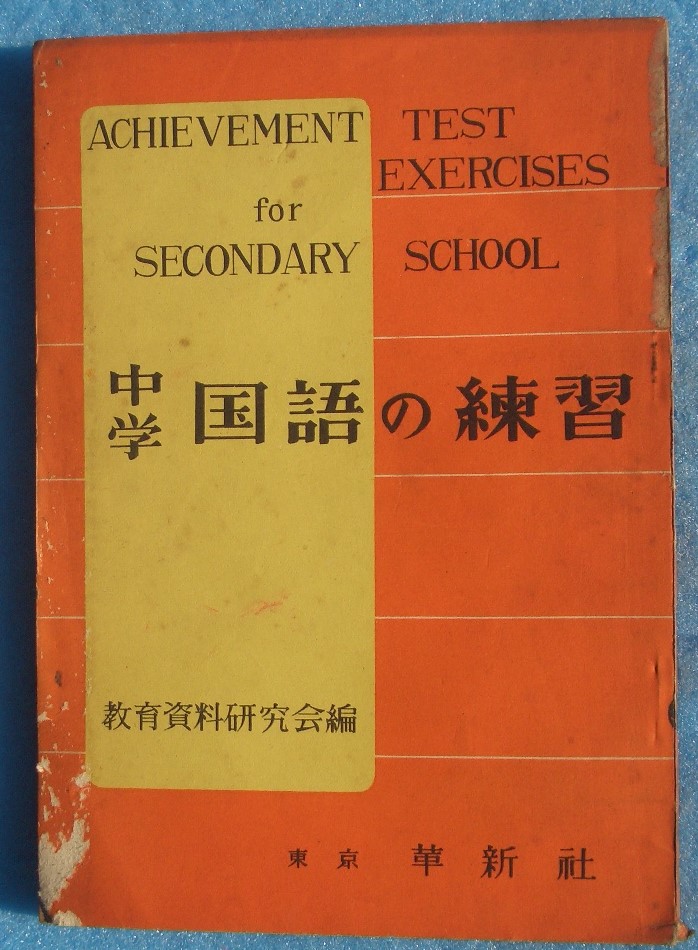 ACHIEVEMENT TEST
EXERCISES
for
SECONDARY SCHOOL
中学 国語の練習
教育資料研究会編
東京 華新社